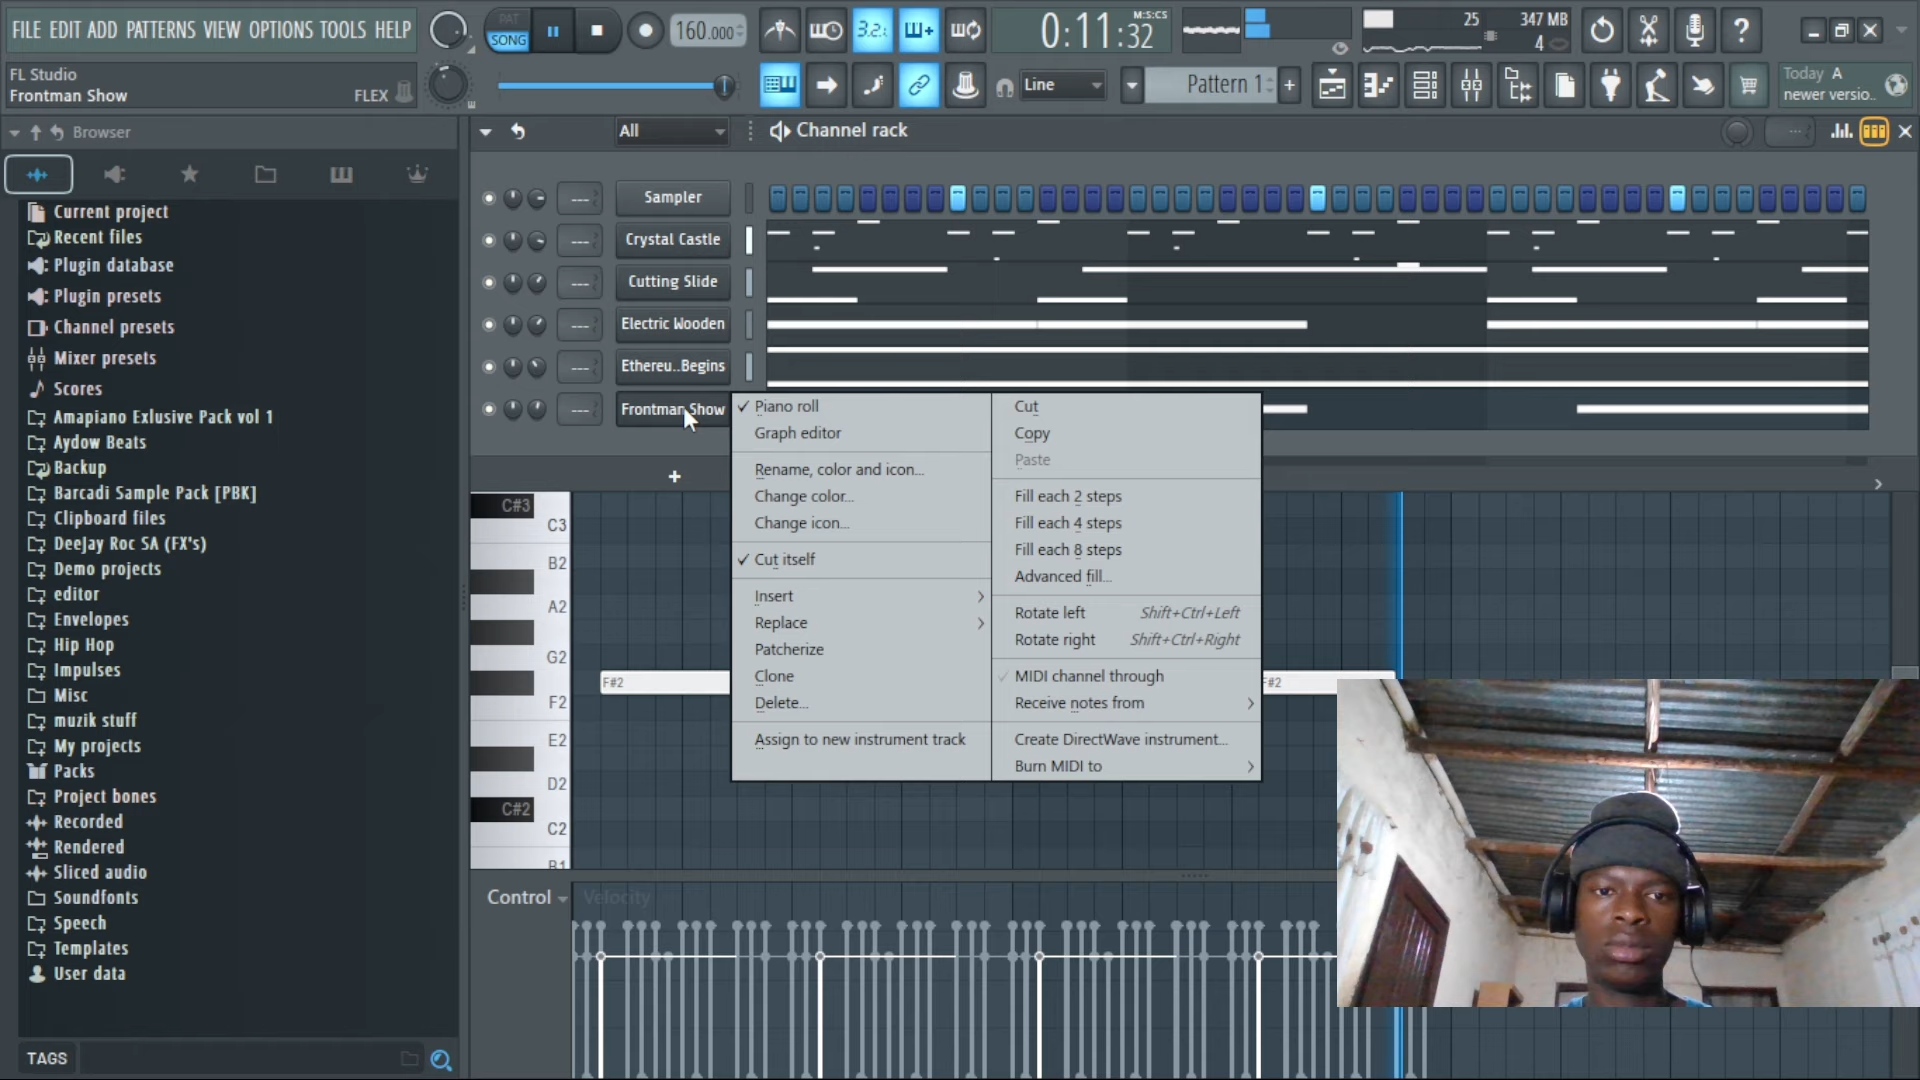 FILE EDIT ADD PATTERNS VIEW OPTIONS TOOLS HELP
PAT
SONG
160.000
3.2.
0:11:32
M:S:CS
25
347 MB
4
FL Studio
Frontman Show
FLEX
Line
Pattern 1
Today A
newer versio..
Browser
All
Channel rack
Current project
Recent files
Plugin database
Plugin presets
Channel presets
Mixer presets
Scores
Amapiano Exlusive Pack vol 1
Aydow Beats
Backup
Barcadi Sample Pack [PBK]
Clipboard files
DeeJay Roc SA (FX's)
Demo projects
editor
Envelopes
Hip Hop
Impulses
Misc
muzik stuff
My projects
Packs
Project bones
Recorded
Rendered
Sliced audio
Soundfonts
Speech
Templates
User data
TAGS
--- Sampler
--- Crystal Castle
--- Cutting Slide
--- Electric Wooden
--- Ethereu..Begins
--- Frontman Show
Piano roll
Graph editor
Rename, color and icon...
Change color...
Change icon...
Cut itself
Insert
Replace
Patcherize
Clone
Delete...
Assign to new instrument track
Cut
Copy
Paste
Fill each 2 steps
Fill each 4 steps
Fill each 8 steps
Advanced fill...
Rotate left Shift+Ctrl+Left
Rotate right Shift+Ctrl+Right
MIDI channel through
Receive notes from
Create DirectWave instrument...
Burn MIDI to
C#3
C3
B2
A2
G2
F2
E2
D2
C#2
C2
B1
F#2
F#2
Control
Velocity